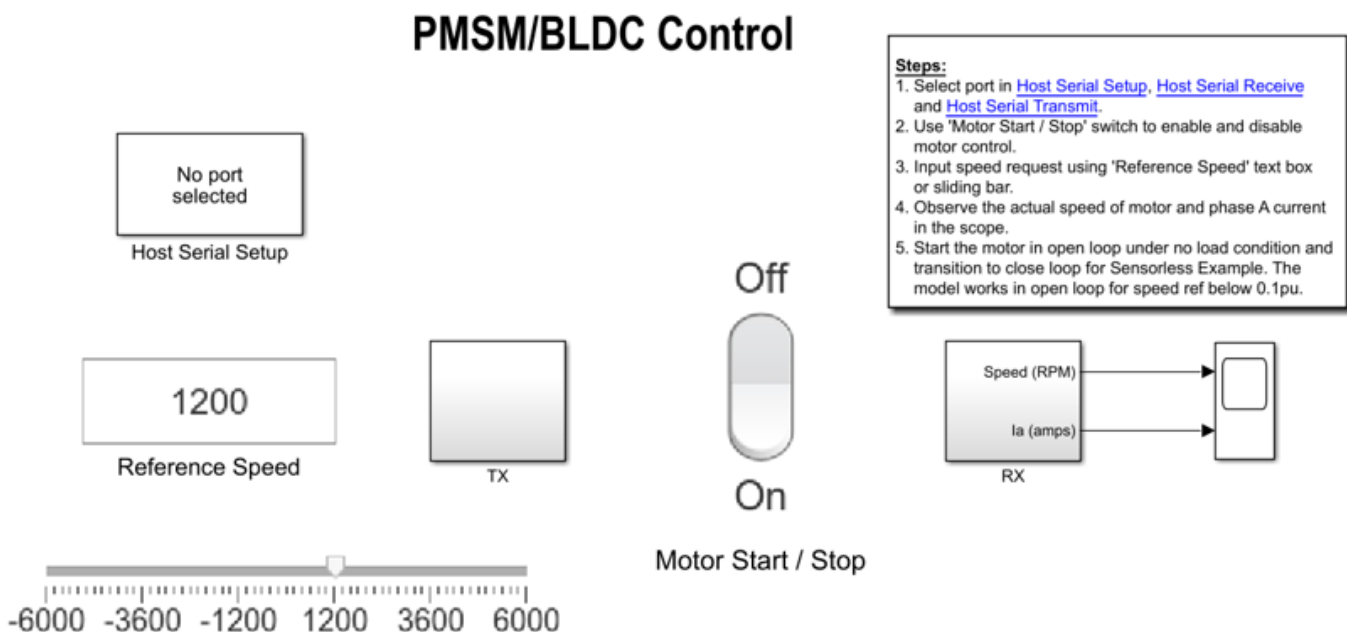 PMSM/BLDC Control
Steps:
1. Select port in Host Serial Setup, Host Serial Receive
and Host Serial Transmit.
2. Use 'Motor Start / Stop' switch to enable and disable
motor control.
3. Input speed request using 'Reference Speed' text box
or sliding bar.
4. Observe the actual speed of motor and phase A current
in the scope.
5. Start the motor in open loop under no load condition and
transition to close loop for Sensorless Example. The
model works in open loop for speed ref below 0.1pu.
No port
selected
Host Serial Setup
1200
Reference Speed
TX
Off
On
Motor Start / Stop
Speed (RPM)
Ia (amps)
RX
-6000 -3600 -1200 1200 3600 6000